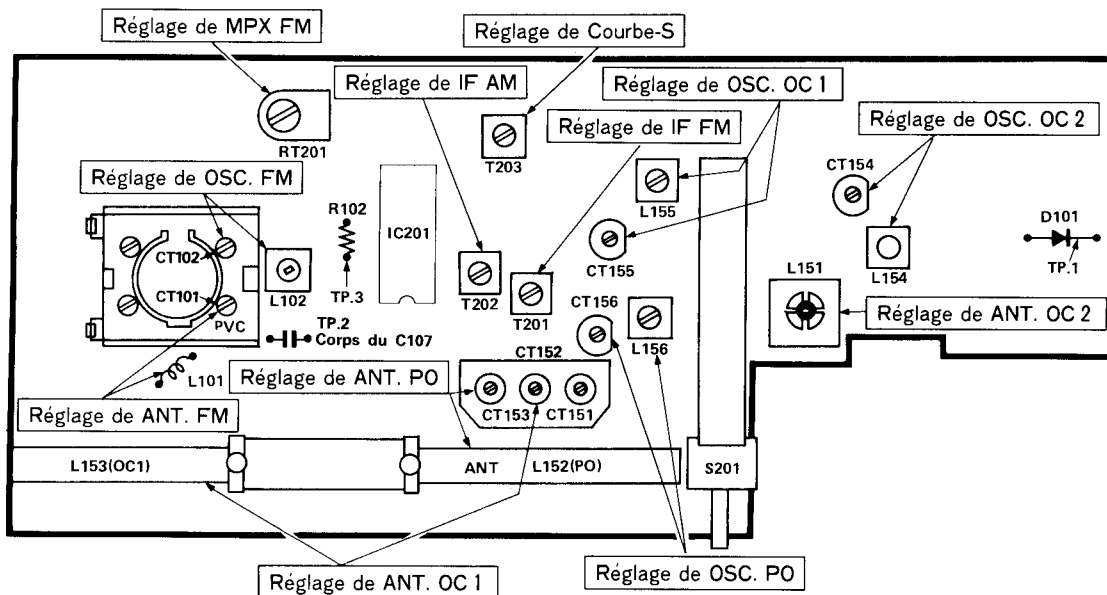 Réglage de MPX FM
Réglage de Courbe-S
Réglage de IF AM
Réglage de OSC. OC 1
Réglage de IF FM
Réglage de OSC. OC 2
RT201
T203
CT154
Réglage de OSC. FM
L155
R102
IC201
D101
CT102
CT155
L154
TP.1
L102
TP.3
T202
L151
CT101
CT156
T201
PVC
TP.2
Corps du C107
L156
Réglage de ANT. OC 2
CT152
L101
Réglage de ANT. PO
CT153
CT151
Réglage de ANT. FM
L153(OC1)
ANT
L152(PO)
S201
Réglage de ANT. OC 1
Réglage de OSC. PO